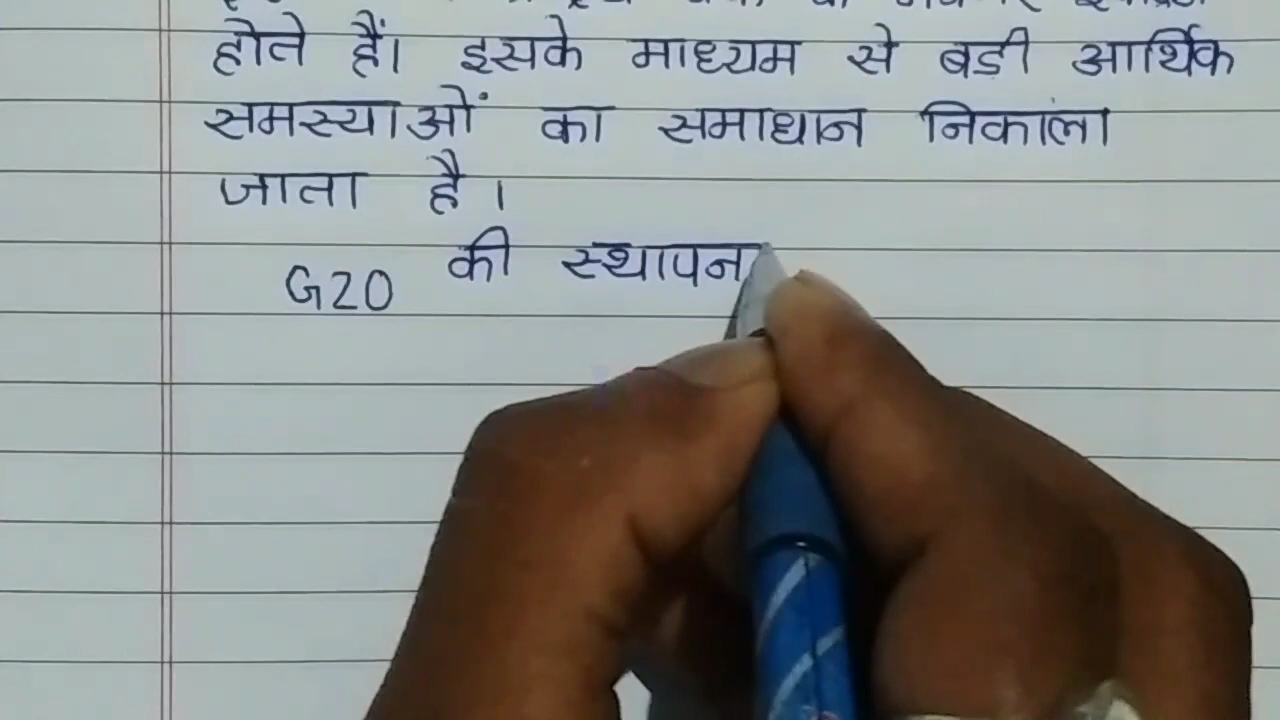 होते हैं। इसके माध्यम से बडी आर्थिक
समस्याओं का समाधान निकाला
जाता है।
G20 की स्थापन